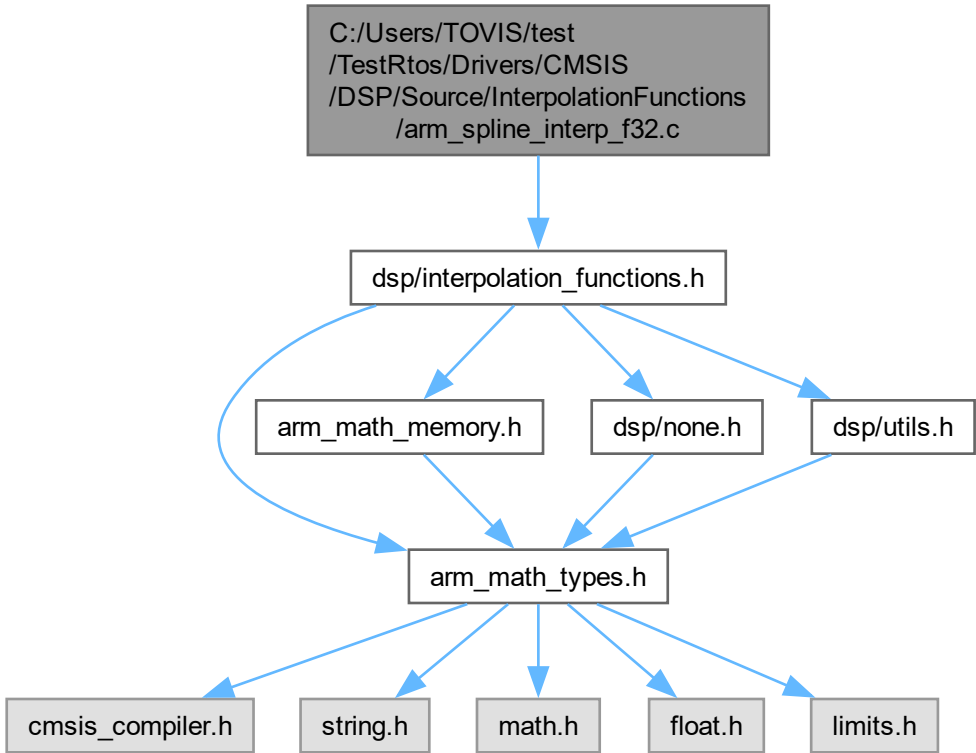 C:/Users/TOVIS/test
/TestRtos/Drivers/CMSIS
/DSP/Source/InterpolationFunctions
/arm_spline_interp_f32.c
dsp/interpolation_functions.h
arm_math_memory.h
dsp/none.h
dsp/utils.h
arm_math_types.h
cmsis_compiler.h
string.h
math.h
float.h
limits.h